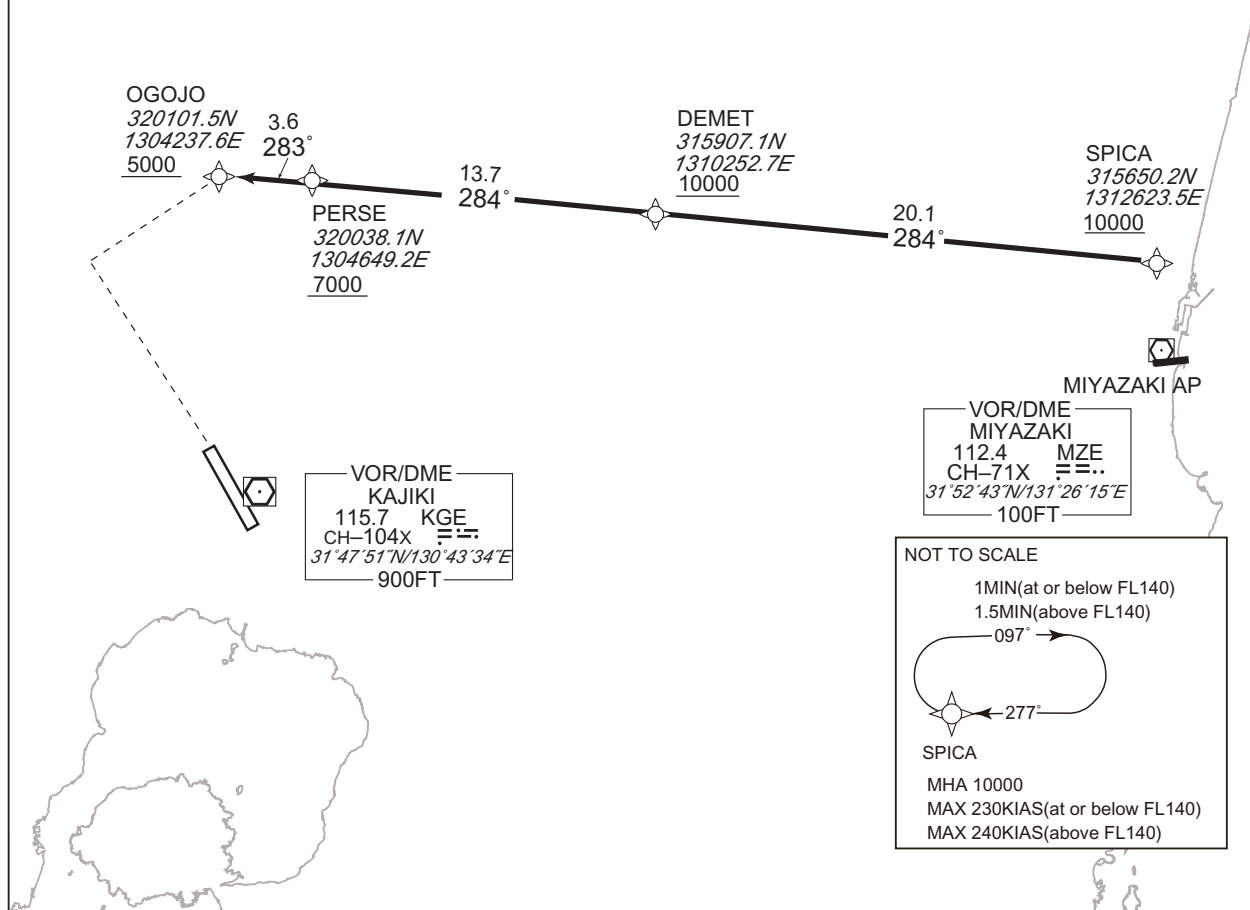 OGOJO
320101.5N
1304237.6E
5000
3.6
283°
PERSE
320038.1N
1304649.2E
7000
13.7
284°
DEMET
315907.1N
1310252.7E
10000
20.1
284°
SPICA
315650.2N
1312623.5E
10000
MIYAZAKI AP
VOR/DME
MIYAZAKI
112.4 MZE
CH–71X
31°52´43˝N/131°26´15˝E
100FT
VOR/DME
KAJIKI
115.7 KGE
CH–104X
31°47´51˝N/130°43´34˝E
900FT
NOT TO SCALE
1MIN(at or below FL140)
1.5MIN(above FL140)
097°
277°
SPICA
MHA 10000
MAX 230KIAS(at or below FL140)
MAX 240KIAS(above FL140)